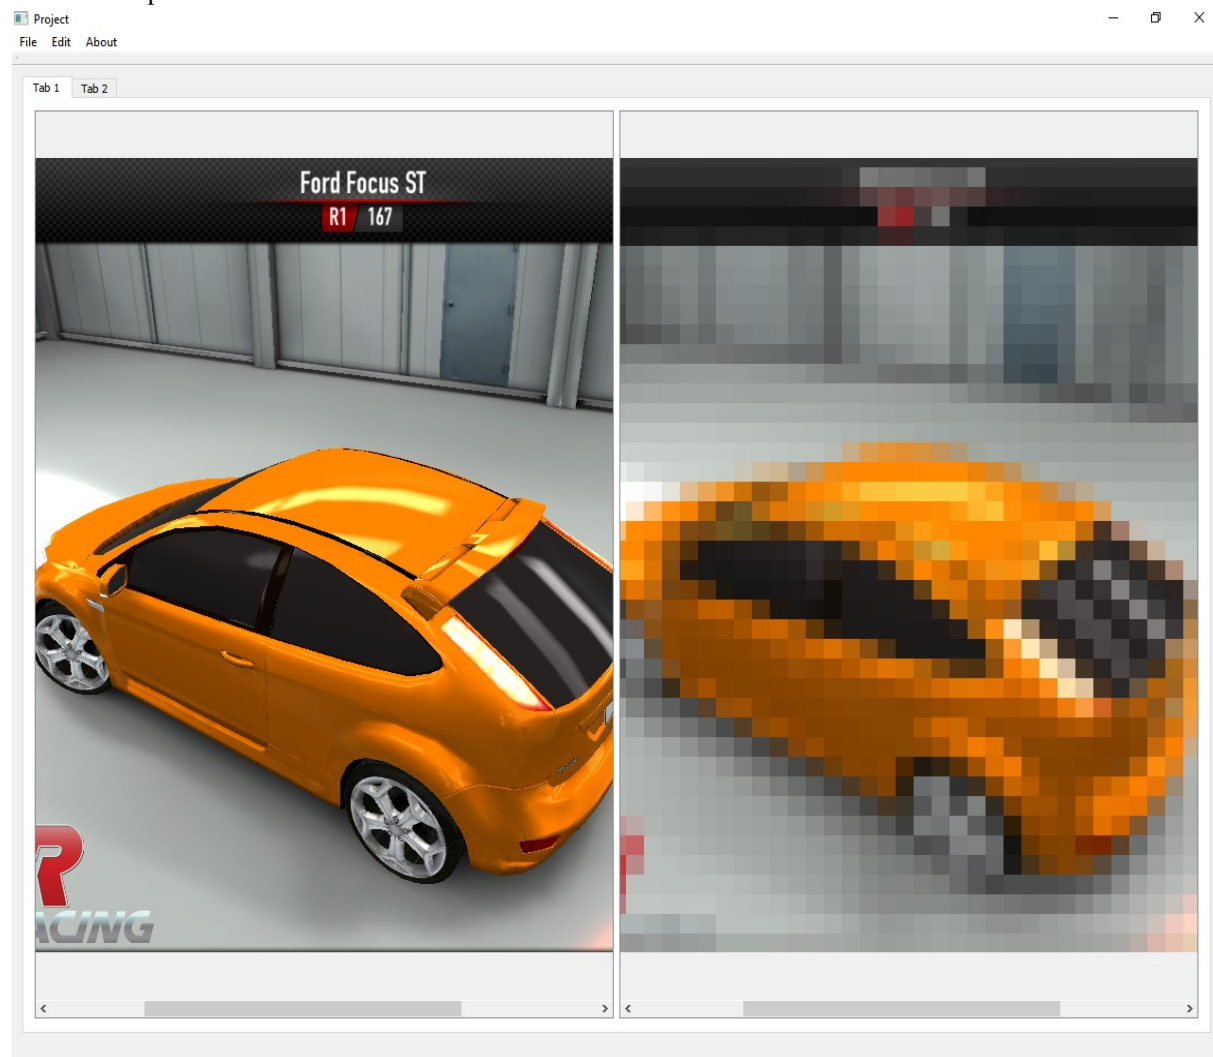 Project
File Edit About
Tab 1 Tab 2
Ford Focus ST
R1 167
R
ACING